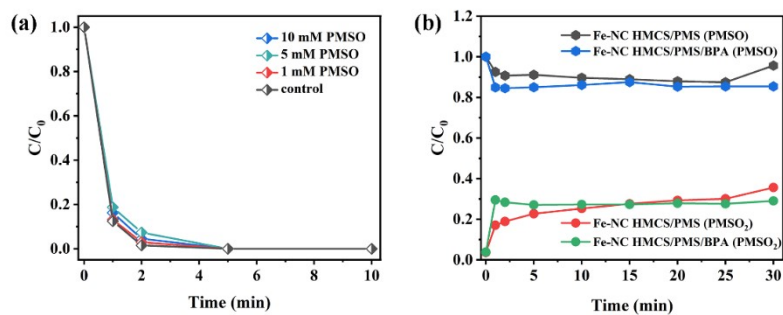 (a)
10 mM PMSO
5 mM PMSO
1 mM PMSO
control
1.0
0.8
0.6
0.4
0.2
0.0
C/C₀
0 2 4 6 8 10
Time (min)
(b)
Fe-NC HMCS/PMS (PMSO)
Fe-NC HMCS/PMS/BPA (PMSO)
1.2
1.0
0.8
0.6
0.4
0.2
0.0
C/C₀
Fe-NC HMCS/PMS (PMSO₂)
Fe-NC HMCS/PMS/BPA (PMSO₂)
0 5 10 15 20 25 30
Time (min)